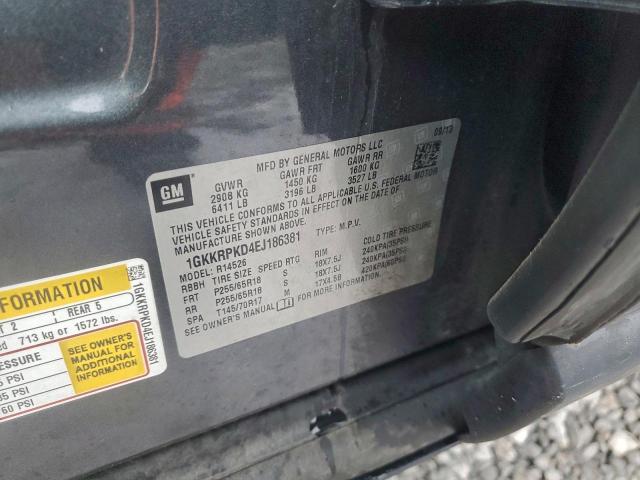 GM
MFD BY GENERAL MOTORS LLC
09/13
GVWR GAWR FRT GAWR RR
2908 KG 1450 KG 1600 KG
6411 LB 3196 LB 3527 LB
THIS VEHICLE CONFORMS TO ALL APPLICABLE U.S. FEDERAL MOTOR
VEHICLE SAFETY STANDARDS IN EFFECT ON THE DATE OF
MANUFACTURE SHOWN ABOVE.
1GKKRPKD4EJ186381 TYPE: M.P.V.
MODEL: R14526
RBBH TIRE SIZE SPEED RTG RIM COLD TIRE PRESSURE
FRT P255/65R18 S 18X7.5J 240KPA(35PSI)
RR P255/65R18 S 18X7.5J 240KPA(35PSI)
SPA T145/70R17 M 17X4.5B 420KPA(60PSI)
SEE OWNER'S MANUAL FOR MORE INFORMATION.
FORMATION
2 REAR 5
713 kg or 1572 lbs.
1GKKRPKD4EJ186381
PRESSURE
PSI
35 PSI
60 PSI
SEE OWNER'S
MANUAL FOR
ADDITIONAL
INFORMATION